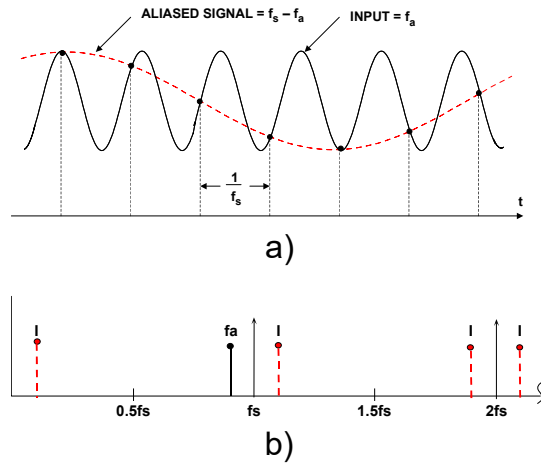 ALIASED SIGNAL = fs – fa
INPUT = fa
1
fs
t
a)
I
fa
I
I
I
0.5fs
fs
1.5fs
2fs
b)